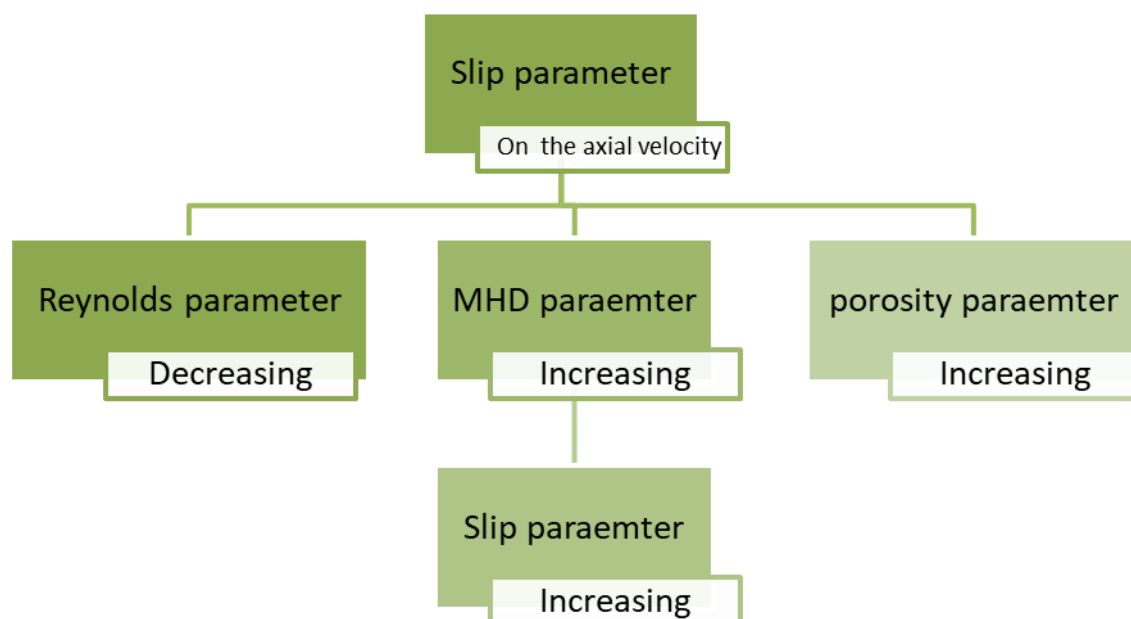 Slip parameter
On the axial velocity
Reynolds parameter
Decreasing
MHD paraemter
Increasing
porosity paraemter
Increasing
Slip paraemter
Increasing